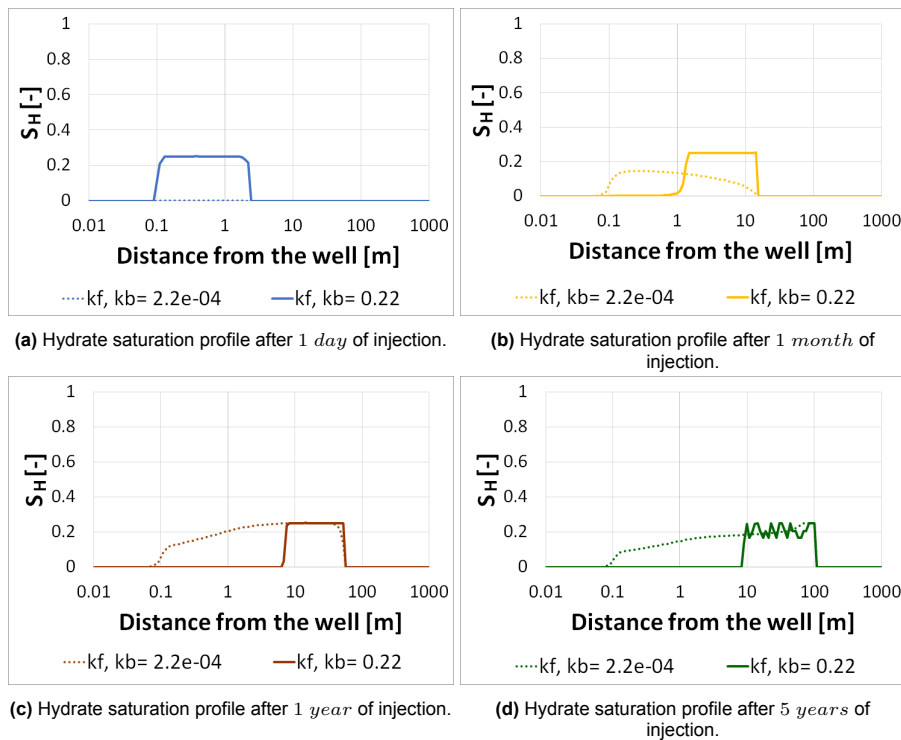 1
0.8
0.6
0.4
0.2
0
S_H [-]
0.01 0.1 1 10 100 1000
Distance from the well [m]
kf, kb= 2.2e-04 kf, kb= 0.22
(a) Hydrate saturation profile after 1 day of injection.
1
0.8
0.6
0.4
0.2
0
S_H [-]
0.01 0.1 1 10 100 1000
Distance from the well [m]
kf, kb= 2.2e-04 kf, kb= 0.22
(b) Hydrate saturation profile after 1 month of
injection.
1
0.8
0.6
0.4
0.2
0
S_H [-]
0.01 0.1 1 10 100 1000
Distance from the well [m]
kf, kb= 2.2e-04 kf, kb= 0.22
(c) Hydrate saturation profile after 1 year of injection.
1
0.8
0.6
0.4
0.2
0
S_H [-]
0.01 0.1 1 10 100 1000
Distance from the well [m]
kf, kb= 2.2e-04 kf, kb= 0.22
(d) Hydrate saturation profile after 5 years of
injection.